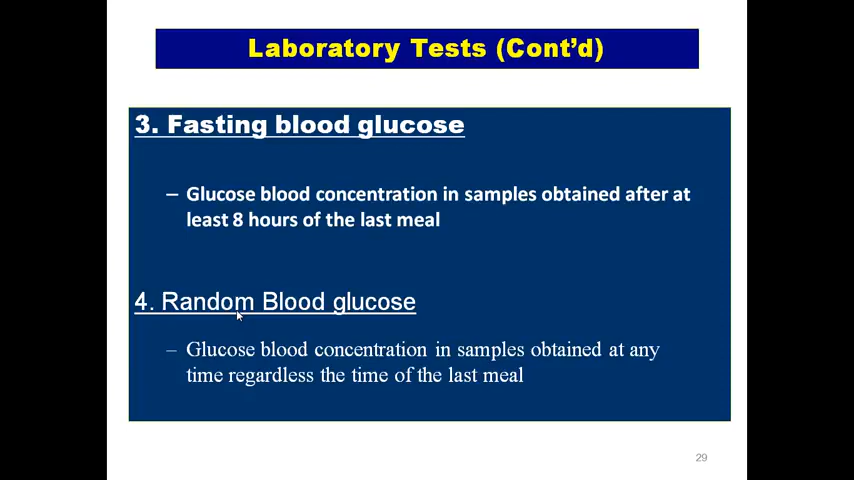 Laboratory Tests (Cont’d)
3. Fasting blood glucose
– Glucose blood concentration in samples obtained after at
least 8 hours of the last meal
4. Random Blood glucose
– Glucose blood concentration in samples obtained at any
time regardless the time of the last meal
29